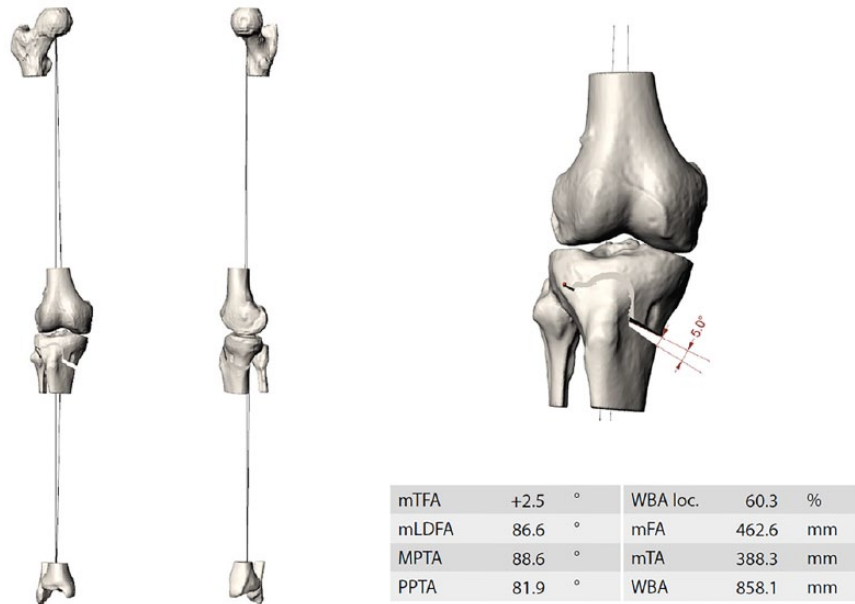 5.0°
mTFA +2.5 ° WBA loc. 60.3 %
mLDFA 86.6 ° mFA 462.6 mm
MPTA 88.6 ° mTA 388.3 mm
PPTA 81.9 ° WBA 858.1 mm